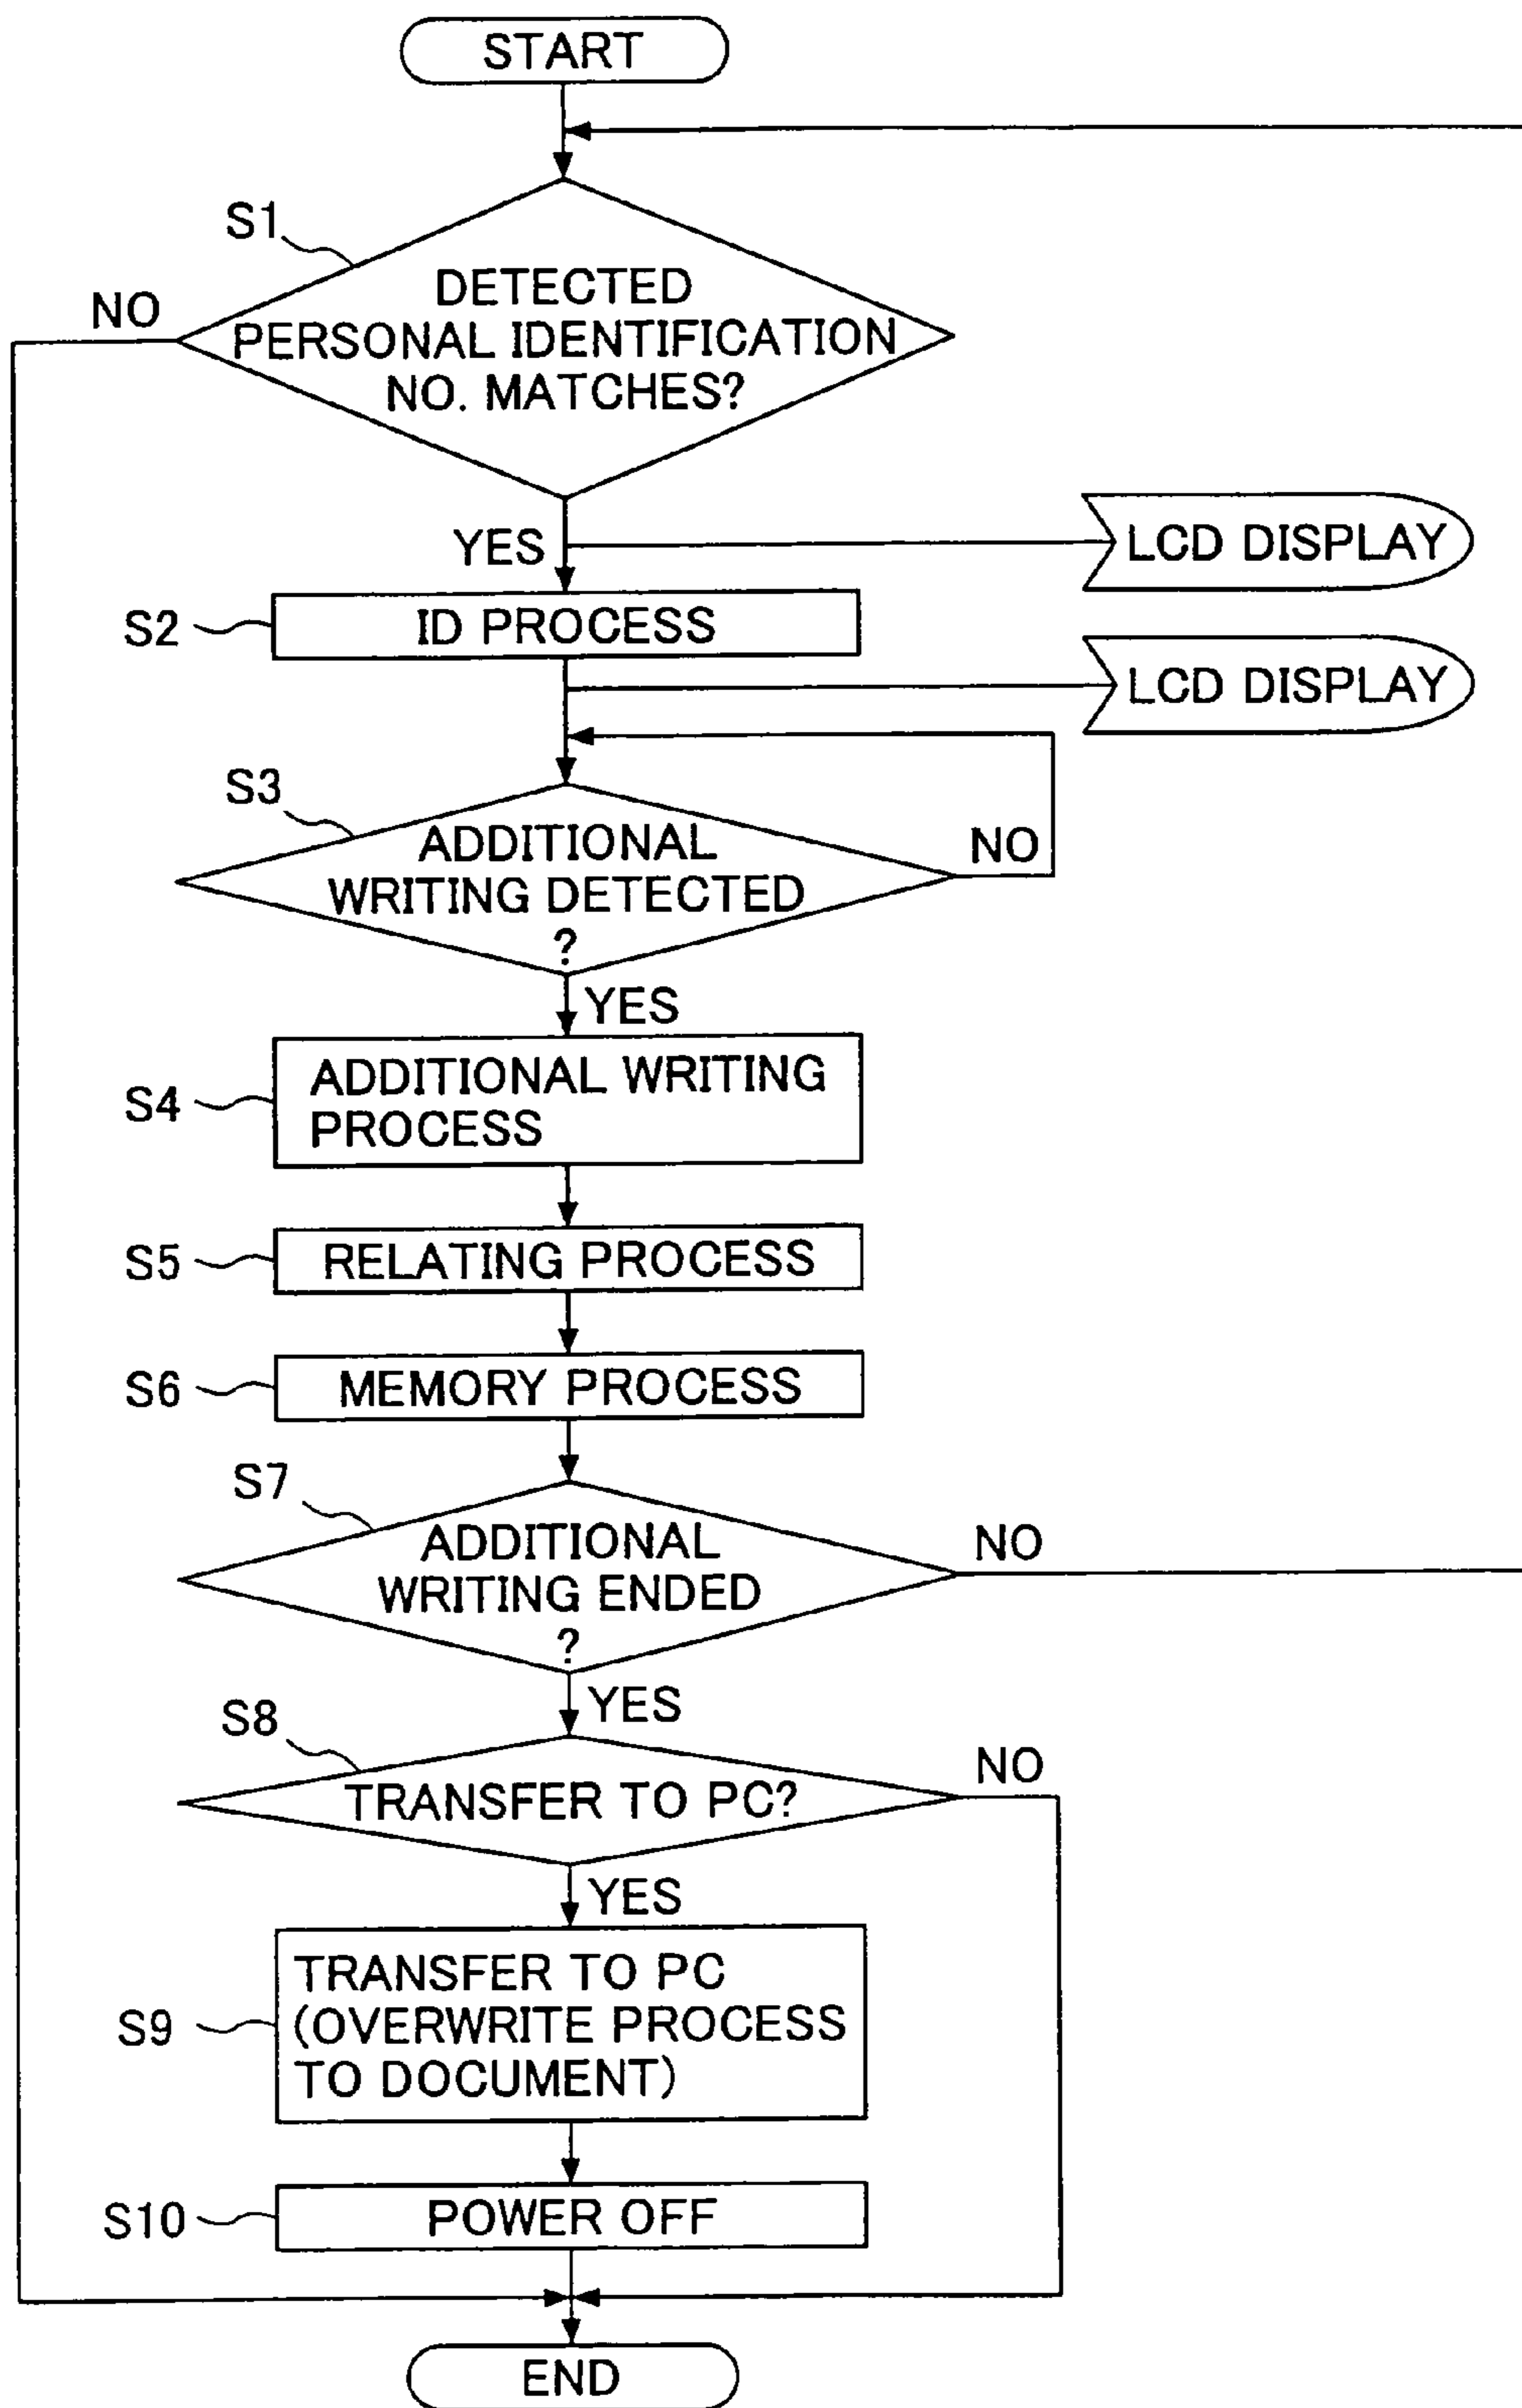 START
S1
NO
DETECTED
PERSONAL IDENTIFICATION
NO. MATCHES?
YES
LCD DISPLAY
S2
ID PROCESS
LCD DISPLAY
S3
ADDITIONAL
WRITING DETECTED
?
NO
YES
S4
ADDITIONAL WRITING
PROCESS
S5
RELATING PROCESS
S6
MEMORY PROCESS
S7
ADDITIONAL
WRITING ENDED
?
NO
YES
S8
TRANSFER TO PC?
NO
YES
S9
TRANSFER TO PC
(OVERWRITE PROCESS
TO DOCUMENT)
S10
POWER OFF
END